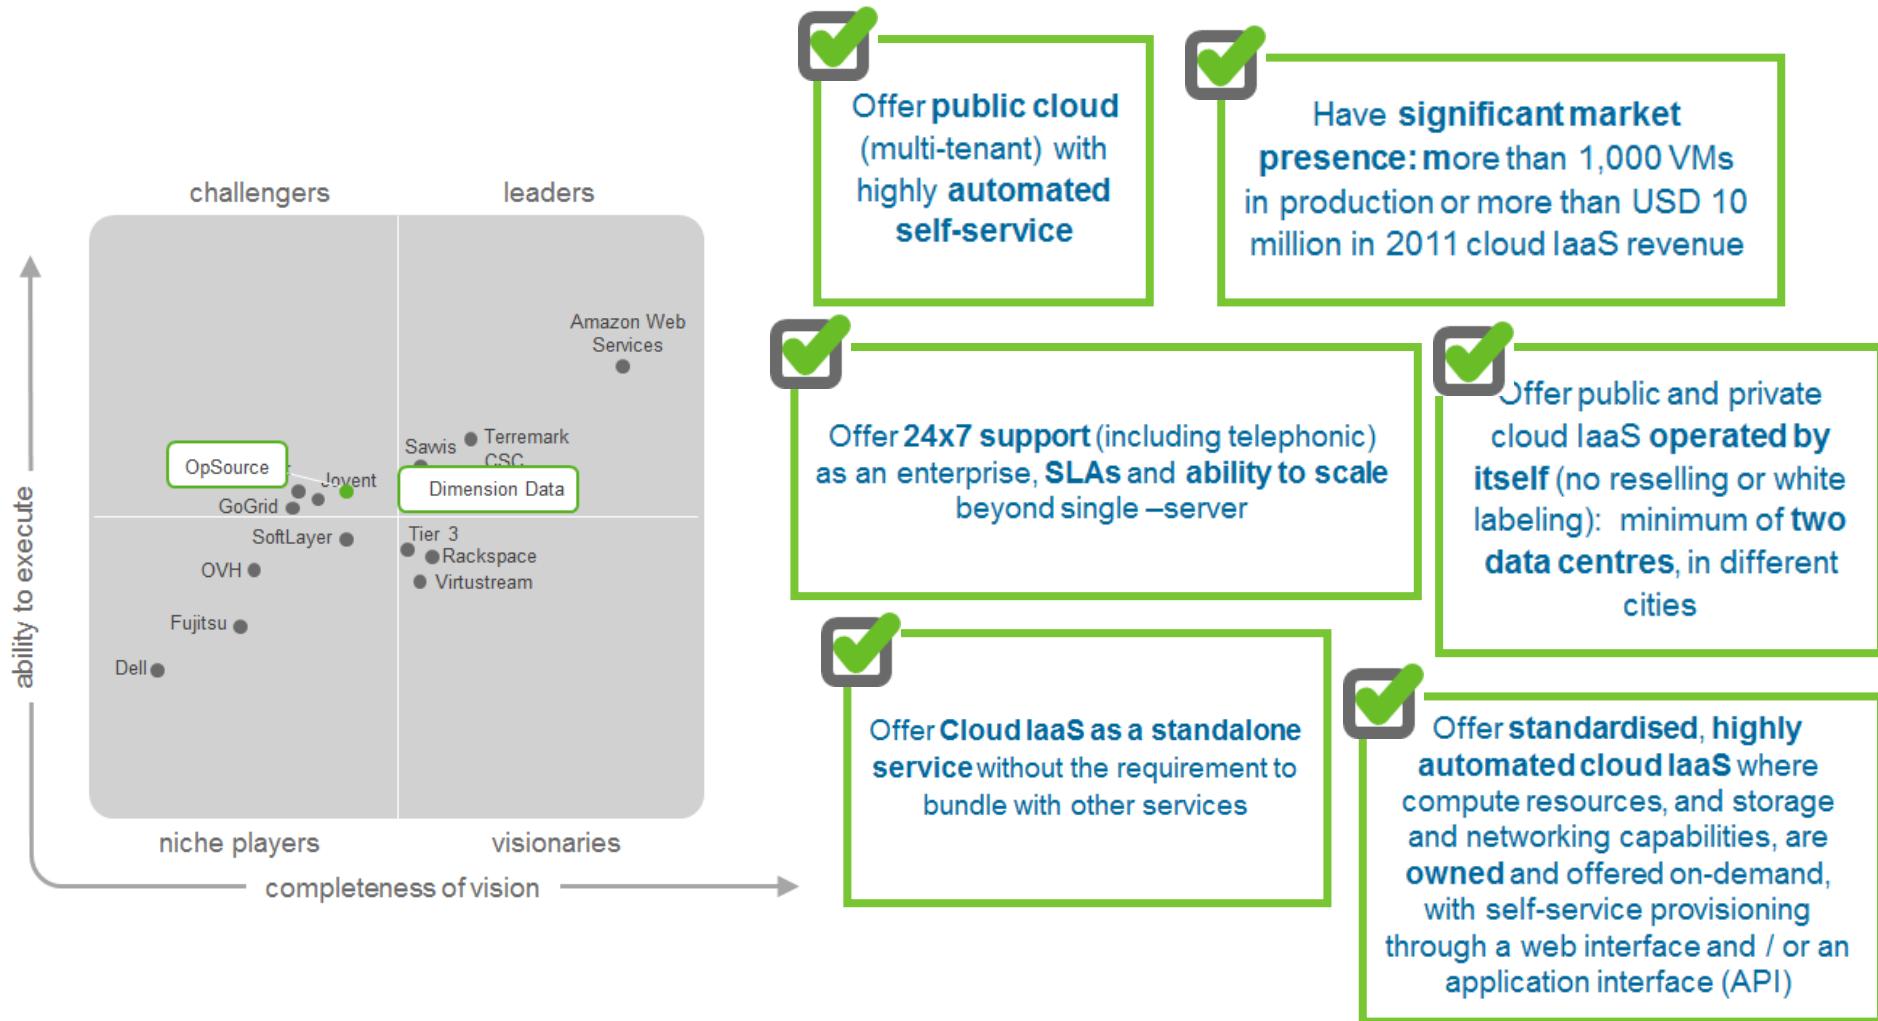 challengers
leaders
Amazon Web
Services
Savvis
Terremark
CSC
OpSource
Joyent
Dimension Data
GoGrid
SoftLayer
Tier 3
Rackspace
OVH
Virtustream
Fujitsu
Dell
niche players
visionaries
ability to execute
completeness of vision
Offer public cloud
(multi-tenant) with
highly automated
self-service
Have significant market
presence: more than 1,000 VMs
in production or more than USD 10
million in 2011 cloud IaaS revenue
Offer 24x7 support (including telephonic)
as an enterprise, SLAs and ability to scale
beyond single –server
Offer public and private
cloud IaaS operated by
itself (no reselling or white
labeling): minimum of two
data centres, in different
cities
Offer Cloud IaaS as a standalone
service without the requirement to
bundle with other services
Offer standardised, highly
automated cloud IaaS where
compute resources, and storage
and networking capabilities, are
owned and offered on-demand,
with self-service provisioning
through a web interface and / or an
application interface (API)